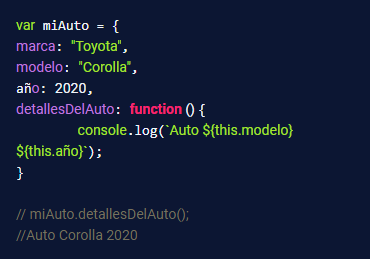 var miAuto = {
marca: "Toyota",
modelo: "Corolla",
año: 2020,
detallesDelAuto: function () {
console.log(`Auto ${this.modelo}
${this.año}`);
}
// miAuto.detallesDelAuto();
//Auto Corolla 2020